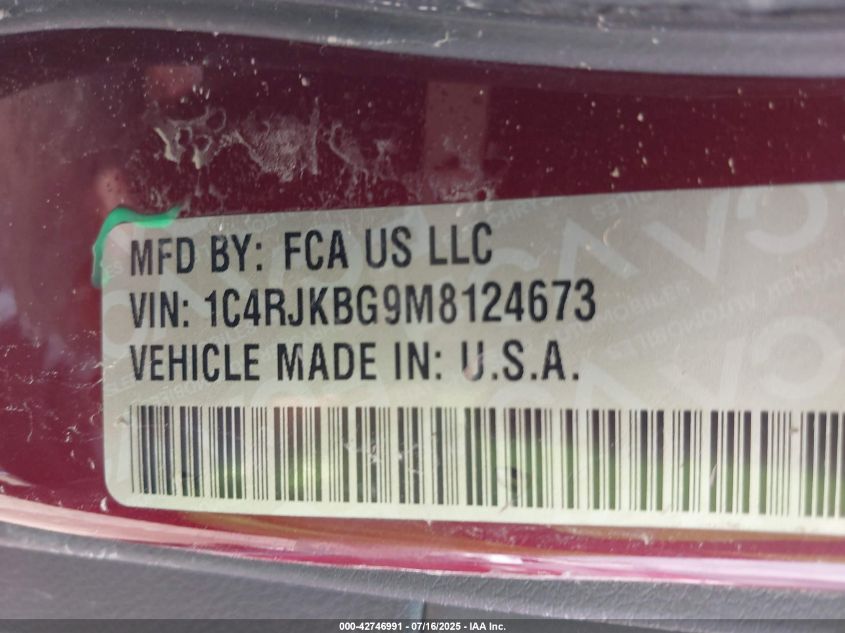 MFD BY: FCA US LLC
VIN: 1C4RJKBG9M8124673
VEHICLE MADE IN: U.S.A.
000-42746991 - 07/16/2025 - IAA Inc.